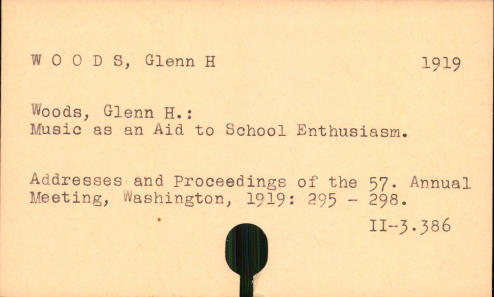 W O O D S, Glenn H 1919
Woods, Glenn H.:
Music as an Aid to School Enthusiasm.
Addresses and Proceedings of the 57. Annual
Meeting, Washington, 1919: 295 - 298.
II-3.386